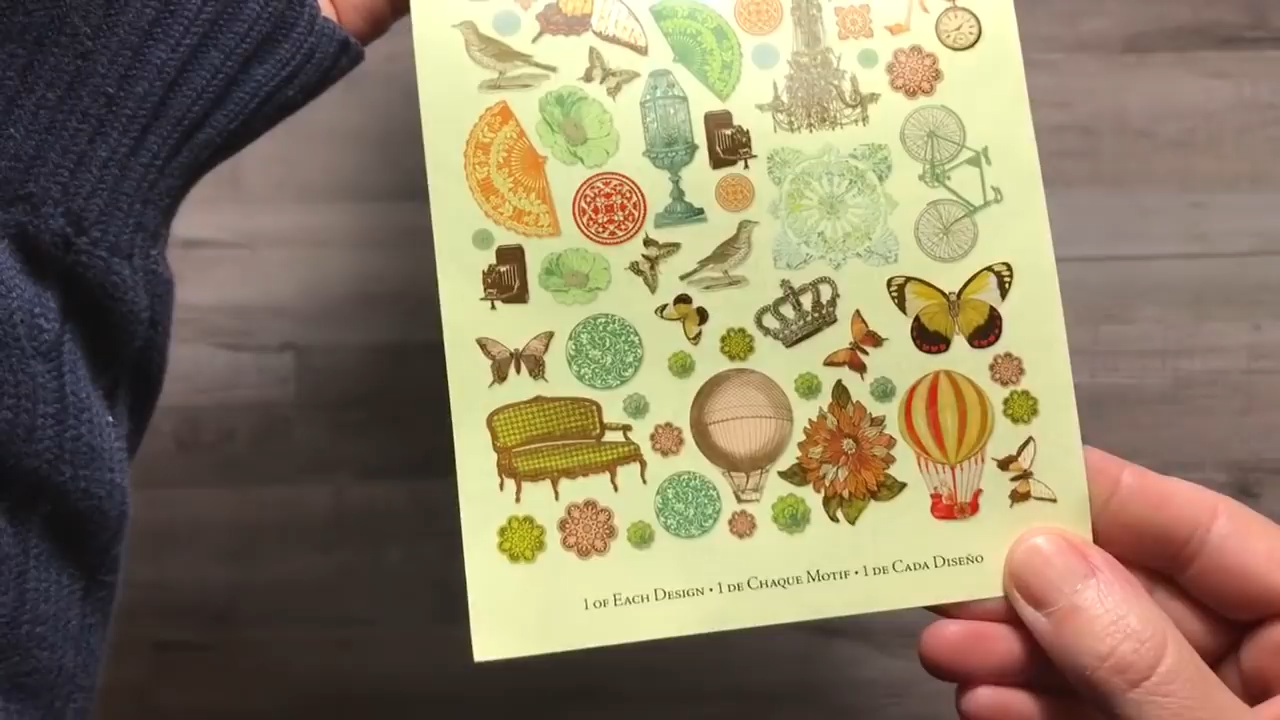 1 of Each Design • 1 de Chaque Motif • 1 de Cada Diseño